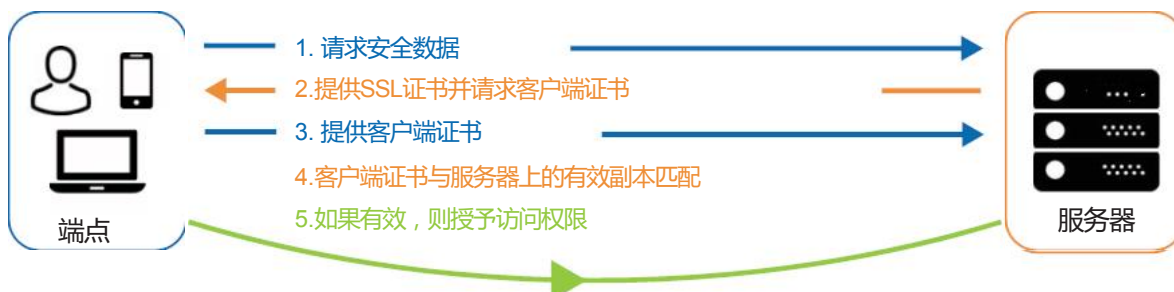 1. 请求安全数据
2.提供SSL证书并请求客户端证书
3. 提供客户端证书
4.客户端证书与服务器上的有效副本匹配
5.如果有效，则授予访问权限
端点
服务器